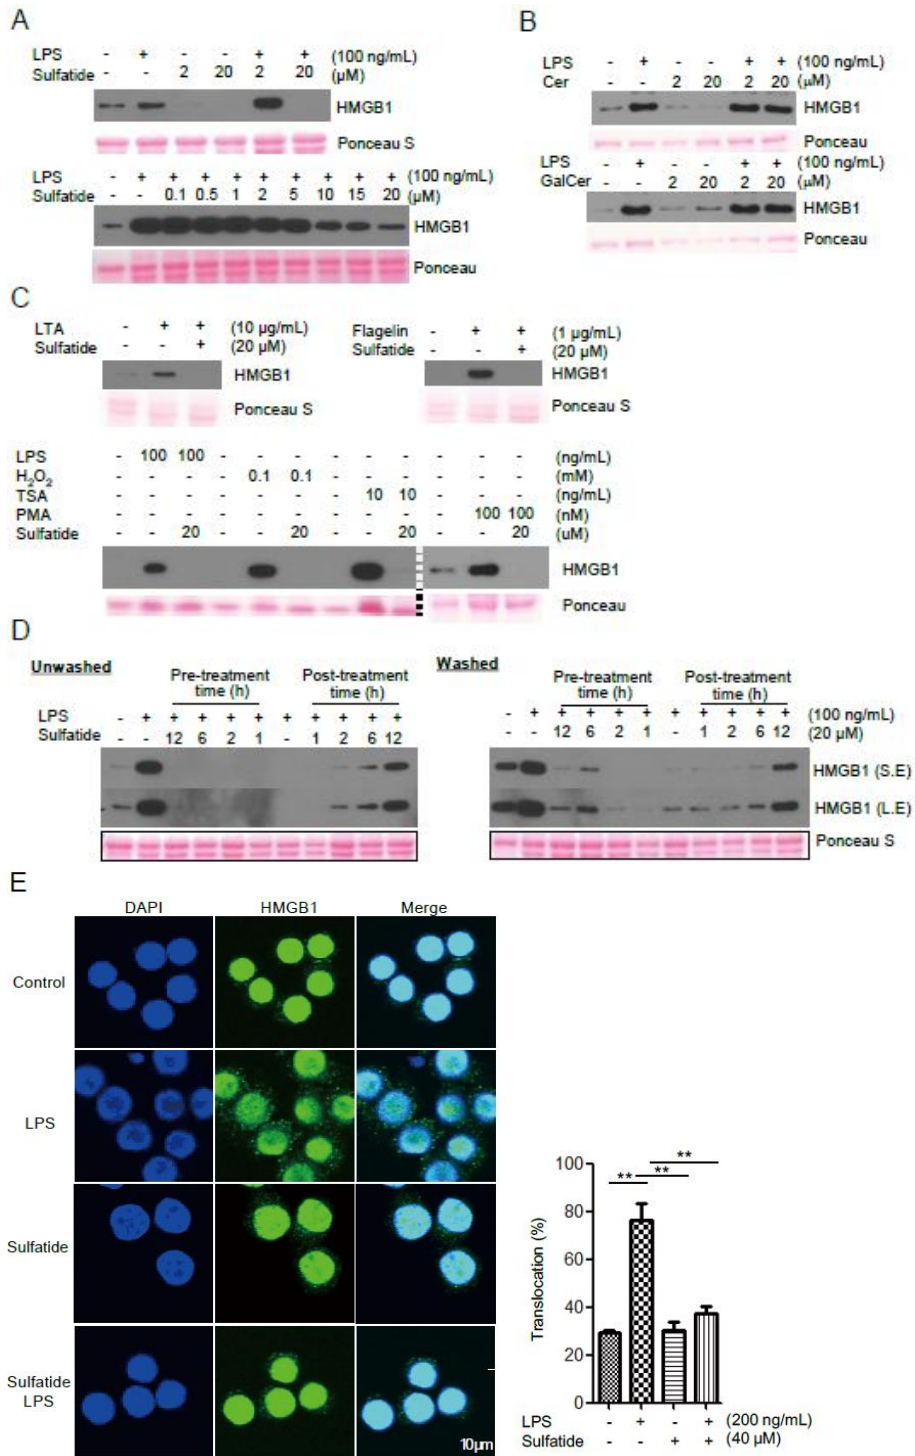 A
LPS - + - - + - (100 ng/mL)
Sulfatide - - 2 20 2 20 (μM)
HMGB1
Ponceau S
LPS - + + + + + + + + (100 ng/mL)
Sulfatide - - 0.1 0.5 1 2 5 10 15 20 (μM)
HMGB1
Ponceau
B
LPS - + - - + + (100 ng/mL)
Cer - - 2 20 2 20 (μM)
HMGB1
Ponceau
LPS - + - - + + (100 ng/mL)
GalCer - - 2 20 2 20 (μM)
HMGB1
Ponceau
C
LTA - + + (10 μg/mL)
Sulfatide - - + (20 μM)
HMGB1
Ponceau S
Flagelin - + + (1 μg/mL)
Sulfatide - - + (20 μM)
HMGB1
Ponceau S
LPS - 100 100 - - - - - - - - - (ng/mL)
H2O2 - - - - 0.1 0.1 - - - - - - (mM)
TSA - - - - - - - 10 10 - - - (ng/mL)
PMA - - - - - - - - - - 100 100 (nM)
Sulfatide - - 20 - - 20 - - 20 - - 20 (uM)
HMGB1
Ponceau
D
Unwashed
Pre-treatment time (h)
Post-treatment time (h)
LPS - + + + + + + + + + +
Sulfatide - - 12 6 2 1 - 1 2 6 12
Washed
Pre-treatment time (h)
Post-treatment time (h)
- + + + + + + + + + + (100 ng/mL)
- - 12 6 2 1 - 1 2 6 12 (20 μM)
HMGB1 (S.E)
HMGB1 (L.E)
Ponceau S
E
DAPI HMGB1 Merge
Control
LPS
Sulfatide
Sulfatide
LPS
10μm
Translocation (%)
100
80
60
40
20
0
** ** **
LPS - + - + (200 ng/mL)
Sulfatide - - + + (40 μM)